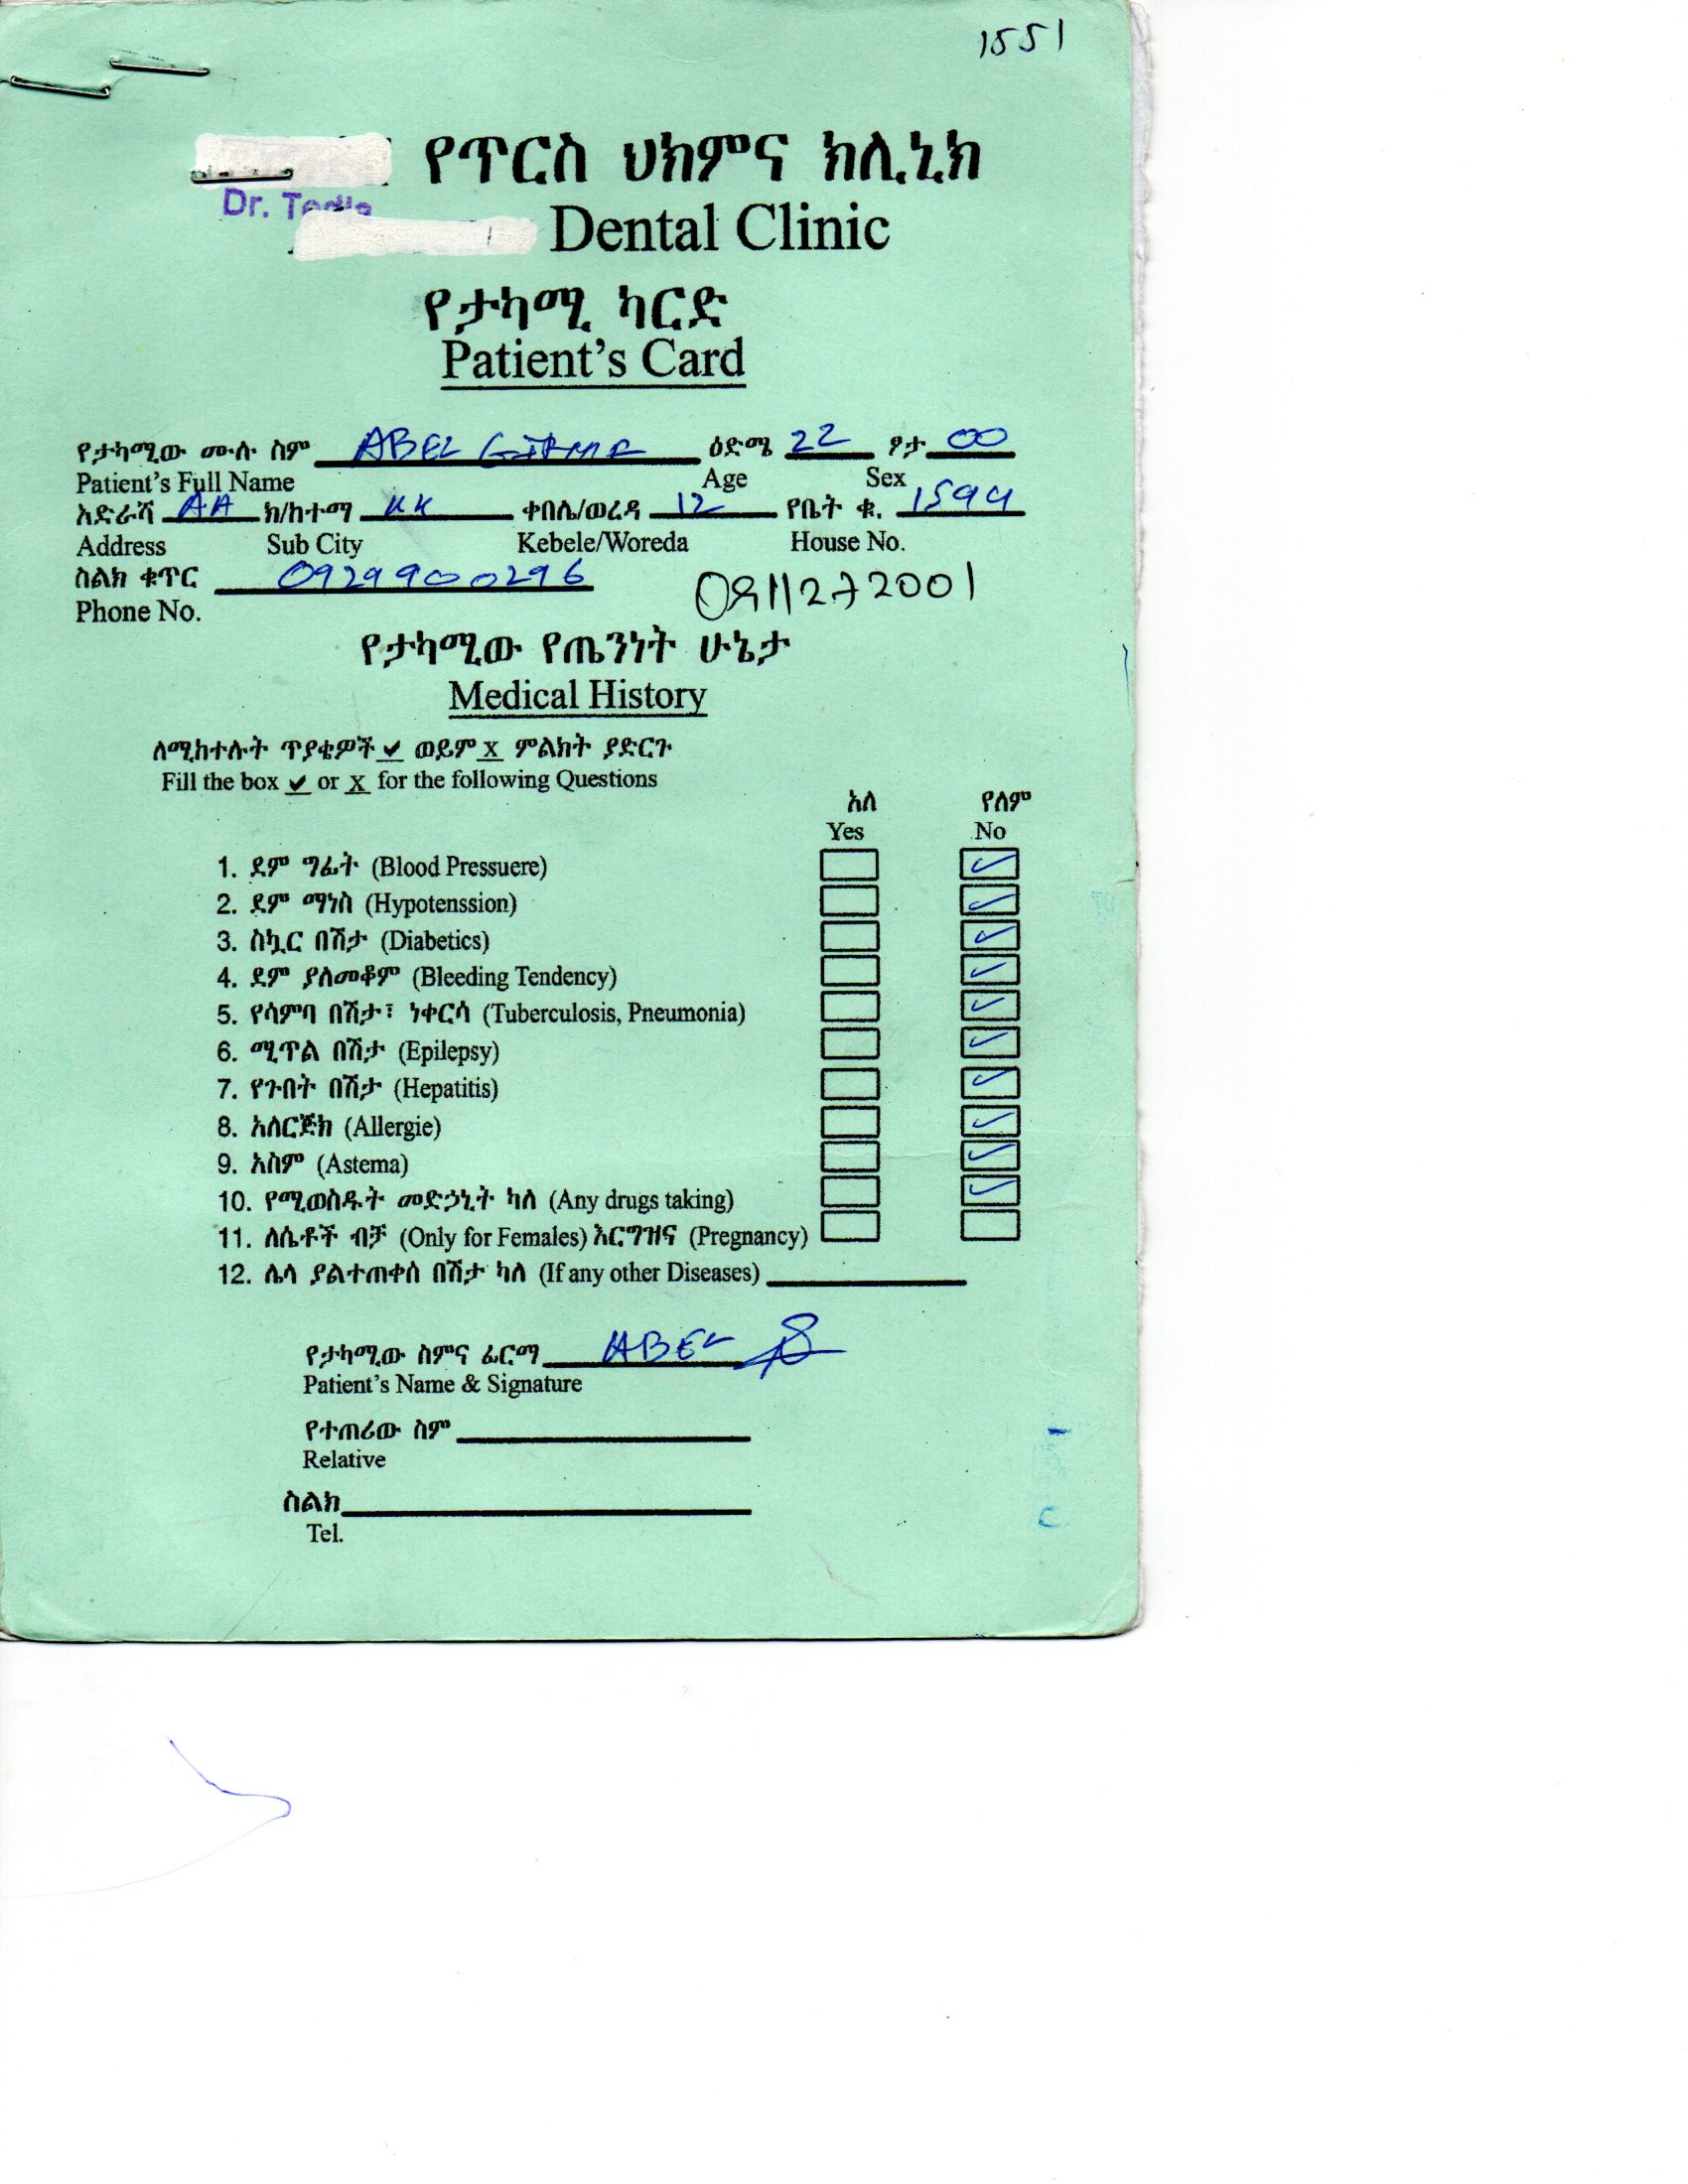 1551
የጥርስ ህክምና ክሊኒክ
Dr.
Dental Clinic
የታካሚ ካርድ
Patient's Card
የታካሚው ሙሉ ስም ABEL ዕድሜ 22 ፆታ
Patient's Full Name Age Sex
አድራሻ AA ክ/ከተማ KK ቀበሌ/ወረዳ 12 የቤት ቁ. 1599
Address Sub City Kebele/Woreda House No.
ስልክ ቁጥር 0929900296 0911272001
Phone No.
የታካሚው የጤንነት ሁኔታ
Medical History
ለሚከተሉት ጥያቄዎች ✔ ወይም X ምልክት ያድርጉ
Fill the box ✔ or X for the following Questions
አለ የለም
Yes No
1. ደም ግፊት (Blood Pressuere) ✓
2. ደም ማነስ (Hypotenssion) ✓
3. ስኳር በሽታ (Diabetics) ✓
4. ደም ያለመቆም (Bleeding Tendency) ✓
5. የሳምባ በሽታ፣ ነቀርሳ (Tuberculosis, Pneumonia) ✓
6. ሚጥል በሽታ (Epilepsy) ✓
7. የጉበት በሽታ (Hepatitis) ✓
8. አለርጅክ (Allergie) ✓
9. አስም (Astema) ✓
10. የሚወስዱት መድኃኒት ካለ (Any drugs taking) ✓
11. ለሴቶች ብቻ (Only for Females) እርግዝና (Pregnancy)
12. ሌላ ያልተጠቀሰ በሽታ ካለ (If any other Diseases)
የታካሚው ስምና ፊርማ ABEL
Patient's Name & Signature
የተጠሪው ስም
Relative
ስልክ
Tel.